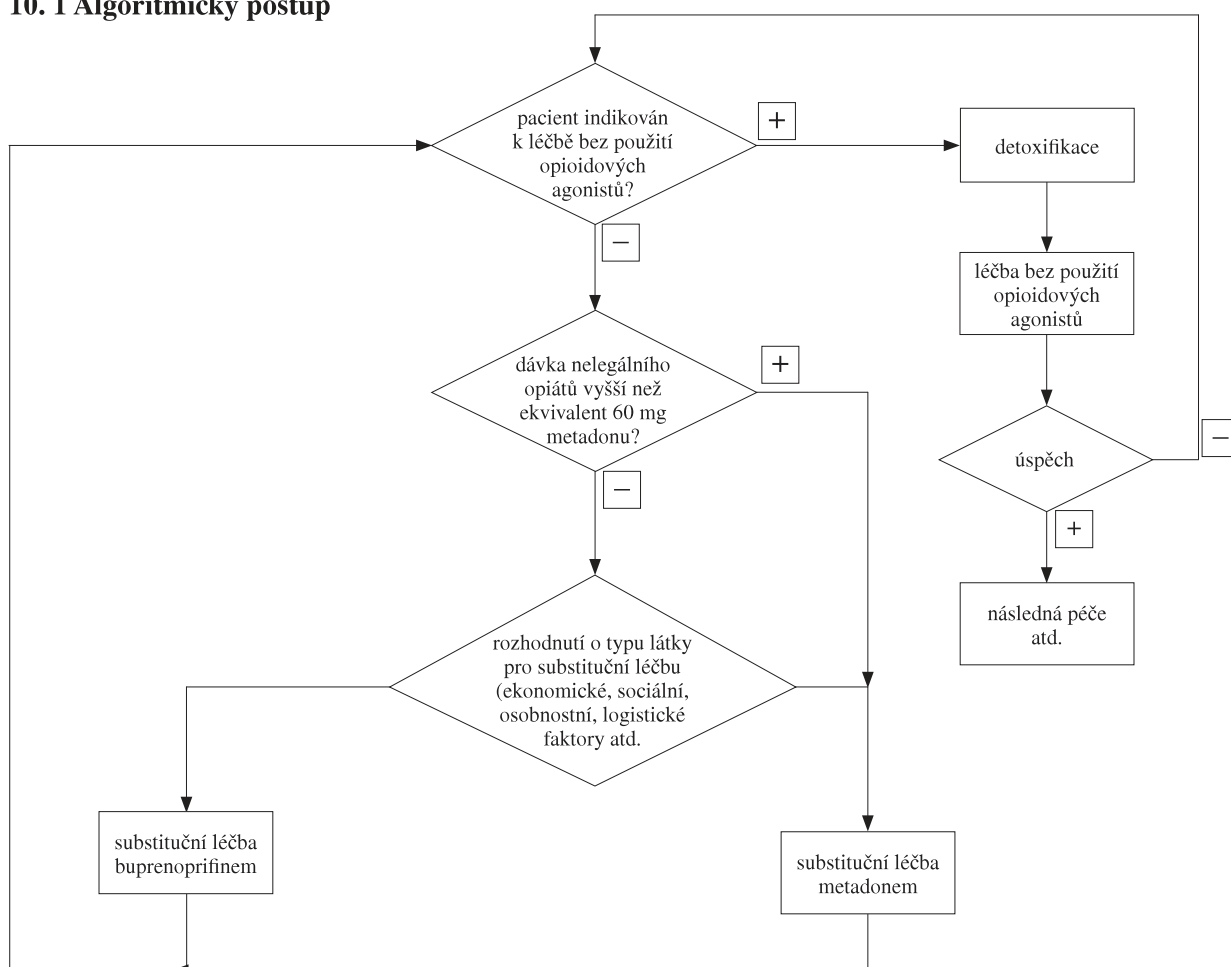 10. 1 Algoritmický postup
pacient indikován
k léčbě bez použití
opioidových
agonistů?
+
detoxifikace
−
léčba bez použití
opioidových
agonistů
dávka nelegálního
opiátů vyšší než
ekvivalent 60 mg
metadonu?
+
−
úspěch
−
+
následná péče
atd.
rozhodnutí o typu látky
pro substituční léčbu
(ekonomické, sociální,
osobnostní, logistické
faktory atd.
substituční léčba
buprenoprifinem
substituční léčba
metadonem